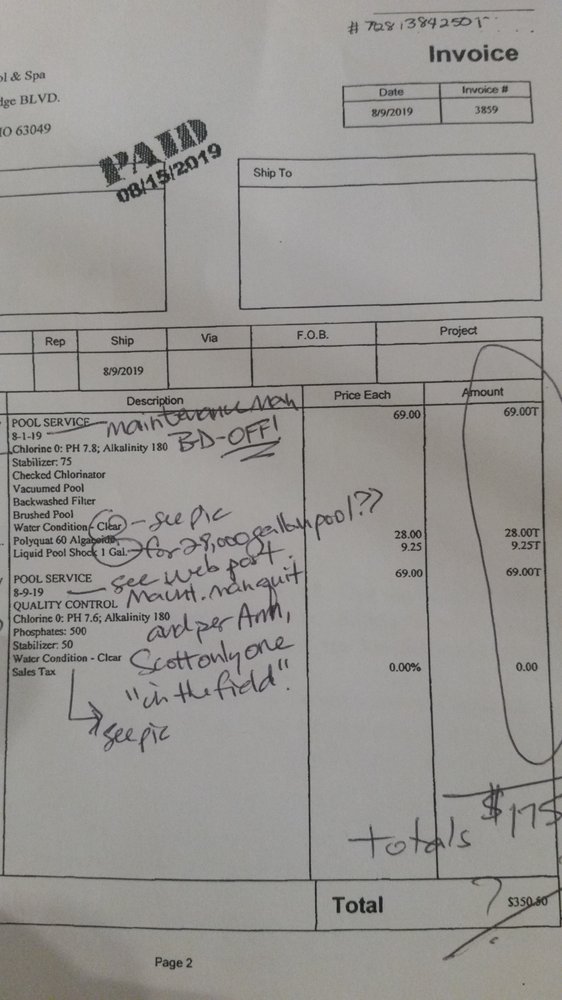 # 7281384250T
Invoice
ol & Spa
dge BLVD.
MO 63049
Date Invoice #
8/9/2019 3859
PAID
08/15/2019
Ship To
Rep Ship Via F.O.B. Project
8/9/2019
Description Price Each Amount
POOL SERVICE 69.00 69.00T
8-1-19 — maintenance man
Chlorine 0: PH 7.8; Alkalinity 180 B-D-OFF!
Stabilizer: 75
Checked Chlorinator
Vacuumed Pool
Backwashed Filter
Brushed Pool
Water Condition - Clear - see pic
Polyquat 60 Algaecide 28.00 28.00T
Liquid Pool Shock 1 Gal. for 28,000 gallon pool?? 9.25 9.25T
POOL SERVICE 69.00 69.00T
8-9-19 — see web port.
QUALITY CONTROL Maint. man quit
Chlorine 0: PH 7.6; Alkalinity 180
Phosphates: 500 and per Ann,
Stabilizer: 50
Water Condition - Clear Scott only one
Sales Tax 0.00% 0.00
"in the field".
see pic
totals $175
Total ? $350.50
Page 2